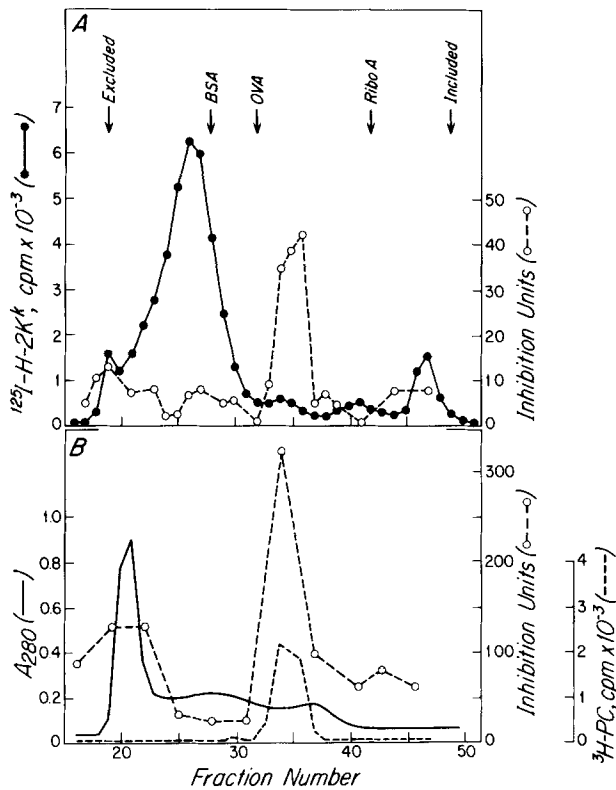 A
Excluded
BSA
OVA
Ribo A
Included
¹²⁵I-H-2Kᵏ, cpm x 10⁻³ (●—●)
7
6
5
4
3
2
1
0
Inhibition Units (○---○)
50
40
30
20
10
0
B
A₂₈₀ (—)
1.0
0.8
0.6
0.4
0.2
0
Inhibition Units (○---○)
300
200
100
0
³H-PC, cpm x 10⁻³ (----)
4
3
2
1
0
20 30 40 50
Fraction Number